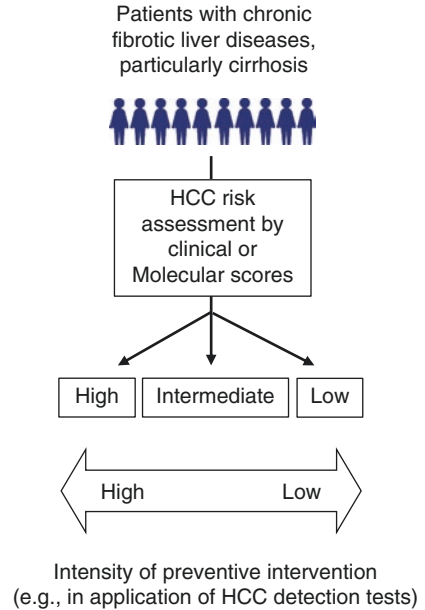 Patients with chronic
fibrotic liver diseases,
particularly cirrhosis
HCC risk
assessment by
clinical or
Molecular scores
High Intermediate Low
High Low
Intensity of preventive intervention
(e.g., in application of HCC detection tests)